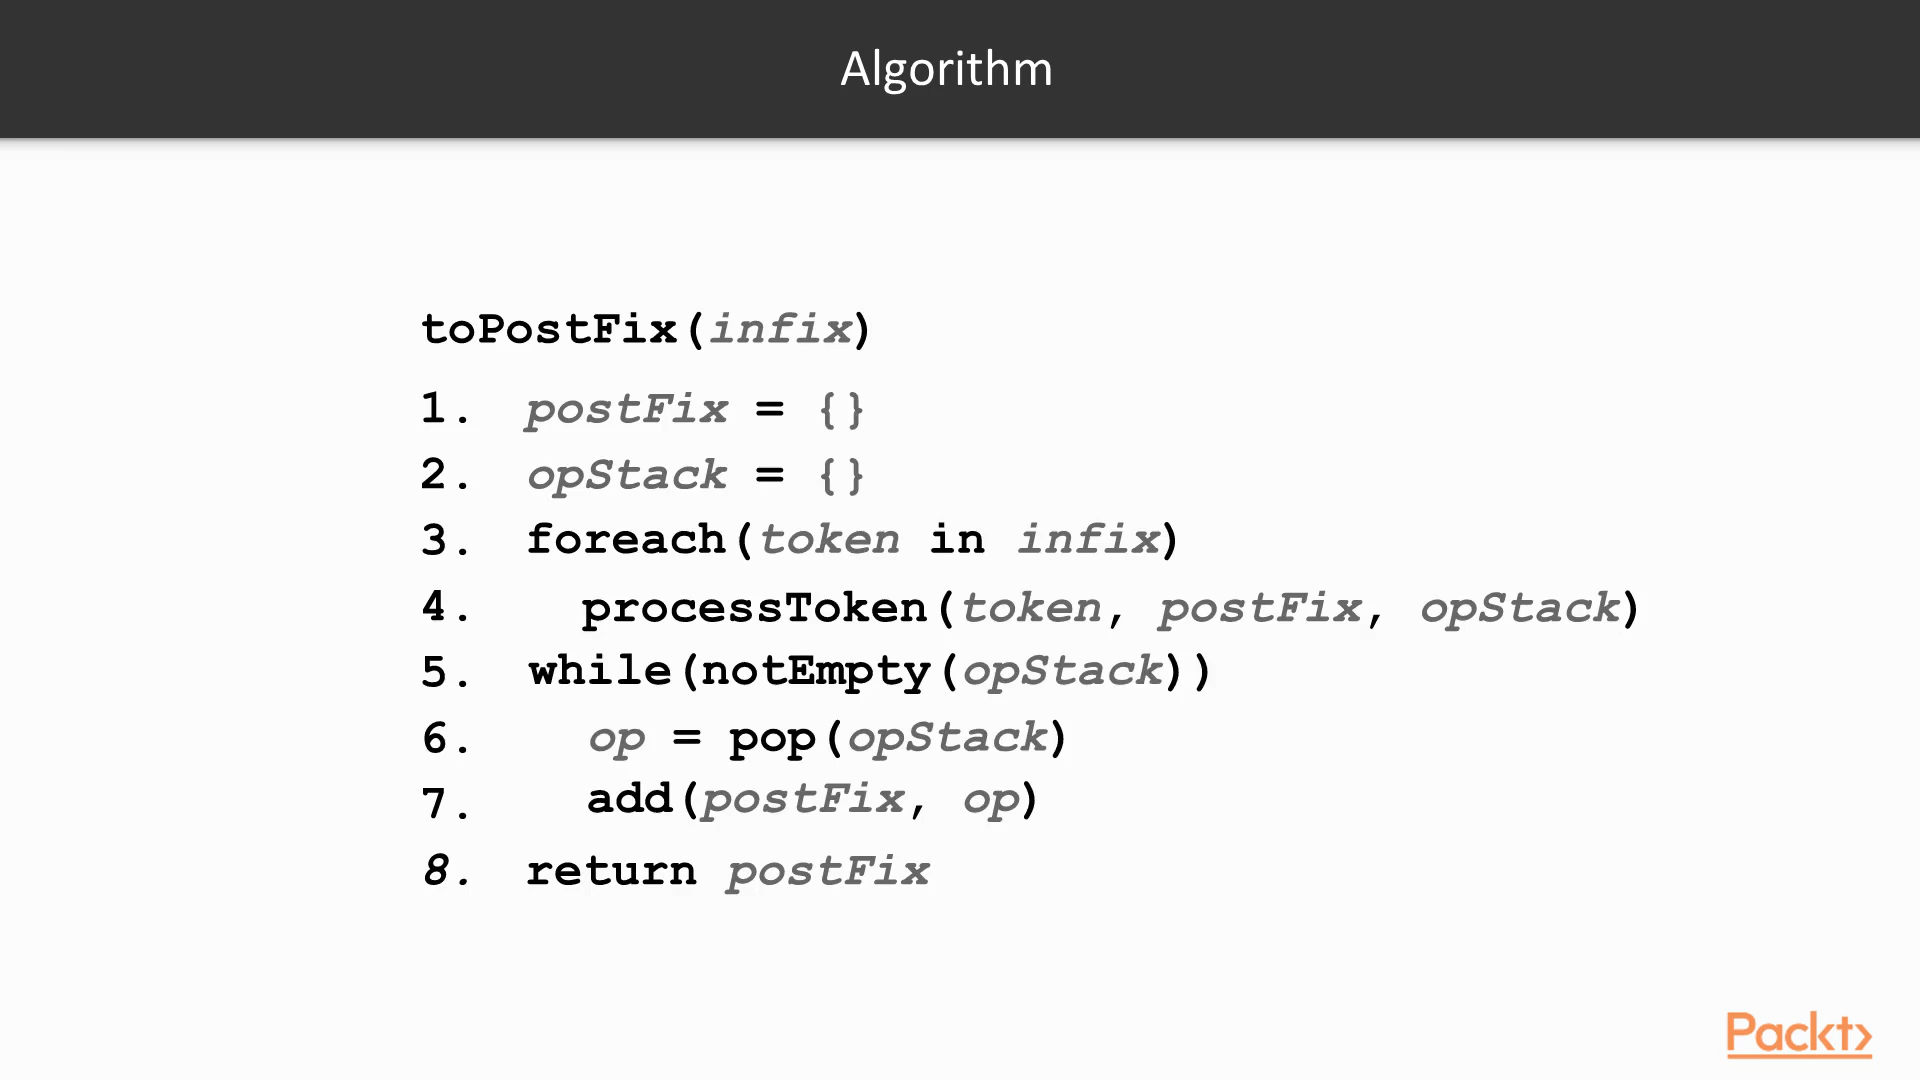 Algorithm
toPostFix(infix)
1. postFix = {}
2. opStack = {}
3. foreach(token in infix)
4. processToken(token, postFix, opStack)
5. while(notEmpty(opStack))
6. op = pop(opStack)
7. add(postFix, op)
8. return postFix
Packt>